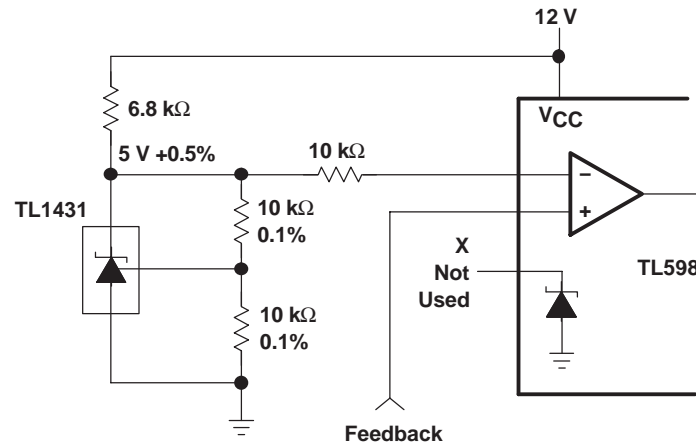 12 V
6.8 kΩ
VCC
5 V +0.5%
10 kΩ
−
TL1431
10 kΩ
0.1%
+
X
Not
Used
TL598
10 kΩ
0.1%
Feedback